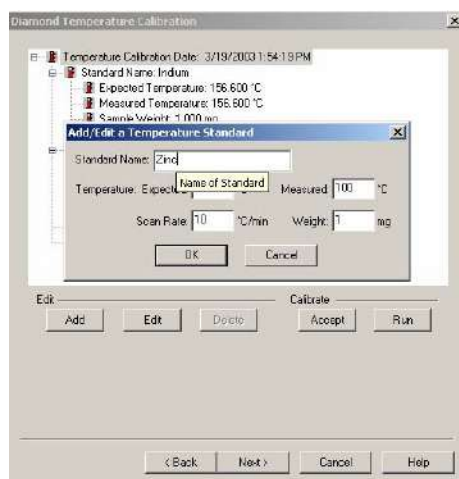 Diamond Temperature Calibration
Temperature Calibration Date: 3/19/2003 1:54:19 PM
Standard Name: Indium
Expected Temperature: 156.600 °C
Measured Temperature: 156.600 °C
Sample Weight: 1.000 mg
Add/Edit a Temperature Standard
Standard Name: Zinc
Name of Standard
Temperature: Expected Measured: 100 °C
Scan Rate: 10 °C/min Weight: 1 mg
OK Cancel
Edit Calibrate
Add Edit Delete Accept Run
< Back Next > Cancel Help